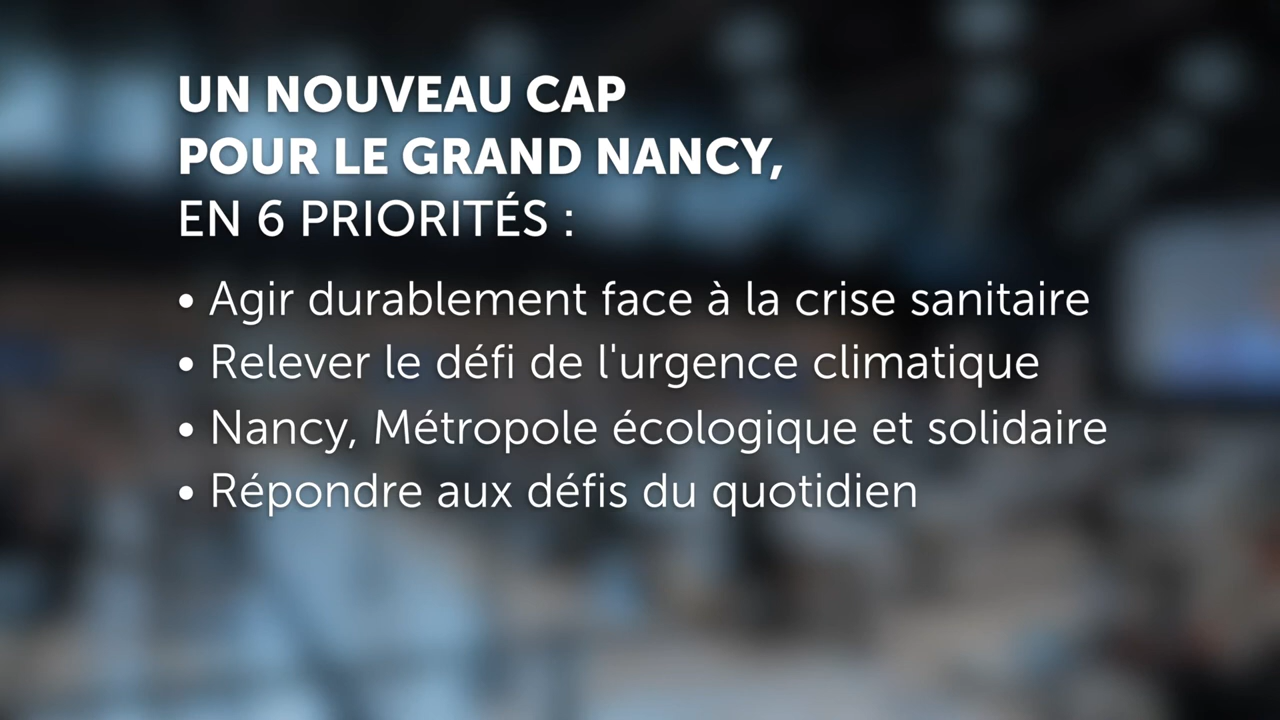 UN NOUVEAU CAP
POUR LE GRAND NANCY,
EN 6 PRIORITÉS :
• Agir durablement face à la crise sanitaire
• Relever le défi de l'urgence climatique
• Nancy, Métropole écologique et solidaire
• Répondre aux défis du quotidien